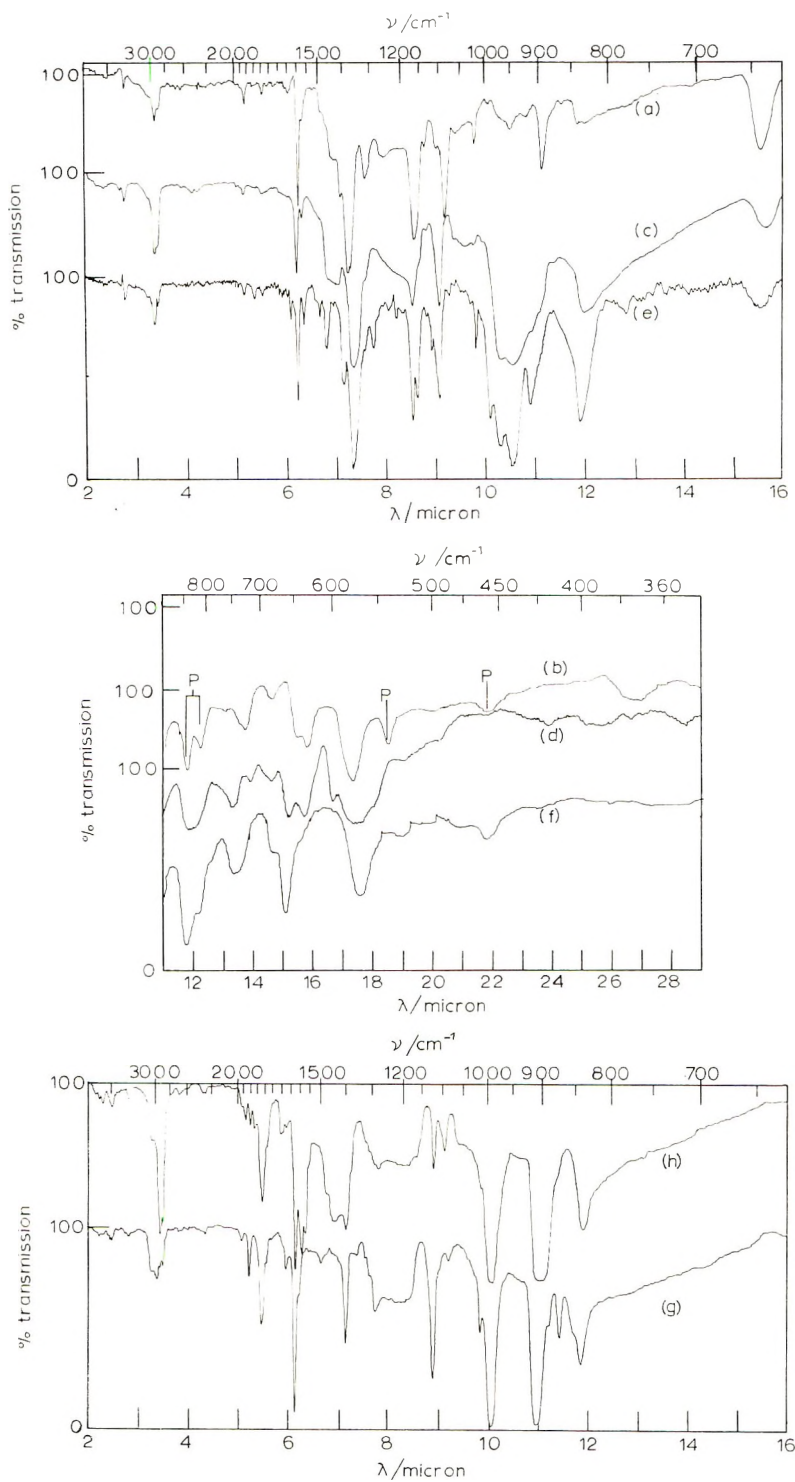 ν /cm⁻¹
3000 2000 1500 1200 1000 900 800 700
100
(a)
100
(c)
100
(e)
% transmission
0
2 4 6 8 10 12 14 16
λ/micron
ν /cm⁻¹
800 700 600 500 450 400 360
100
P P P (b)
100
(d)
100
(f)
% transmission
0
12 14 16 18 20 22 24 26 28
λ/micron
ν/cm⁻¹
3000 2000 1500 1200 1000 900 800 700
100
(h)
100
(g)
% transmission
0
2 4 6 8 10 12 14 16
λ/micron